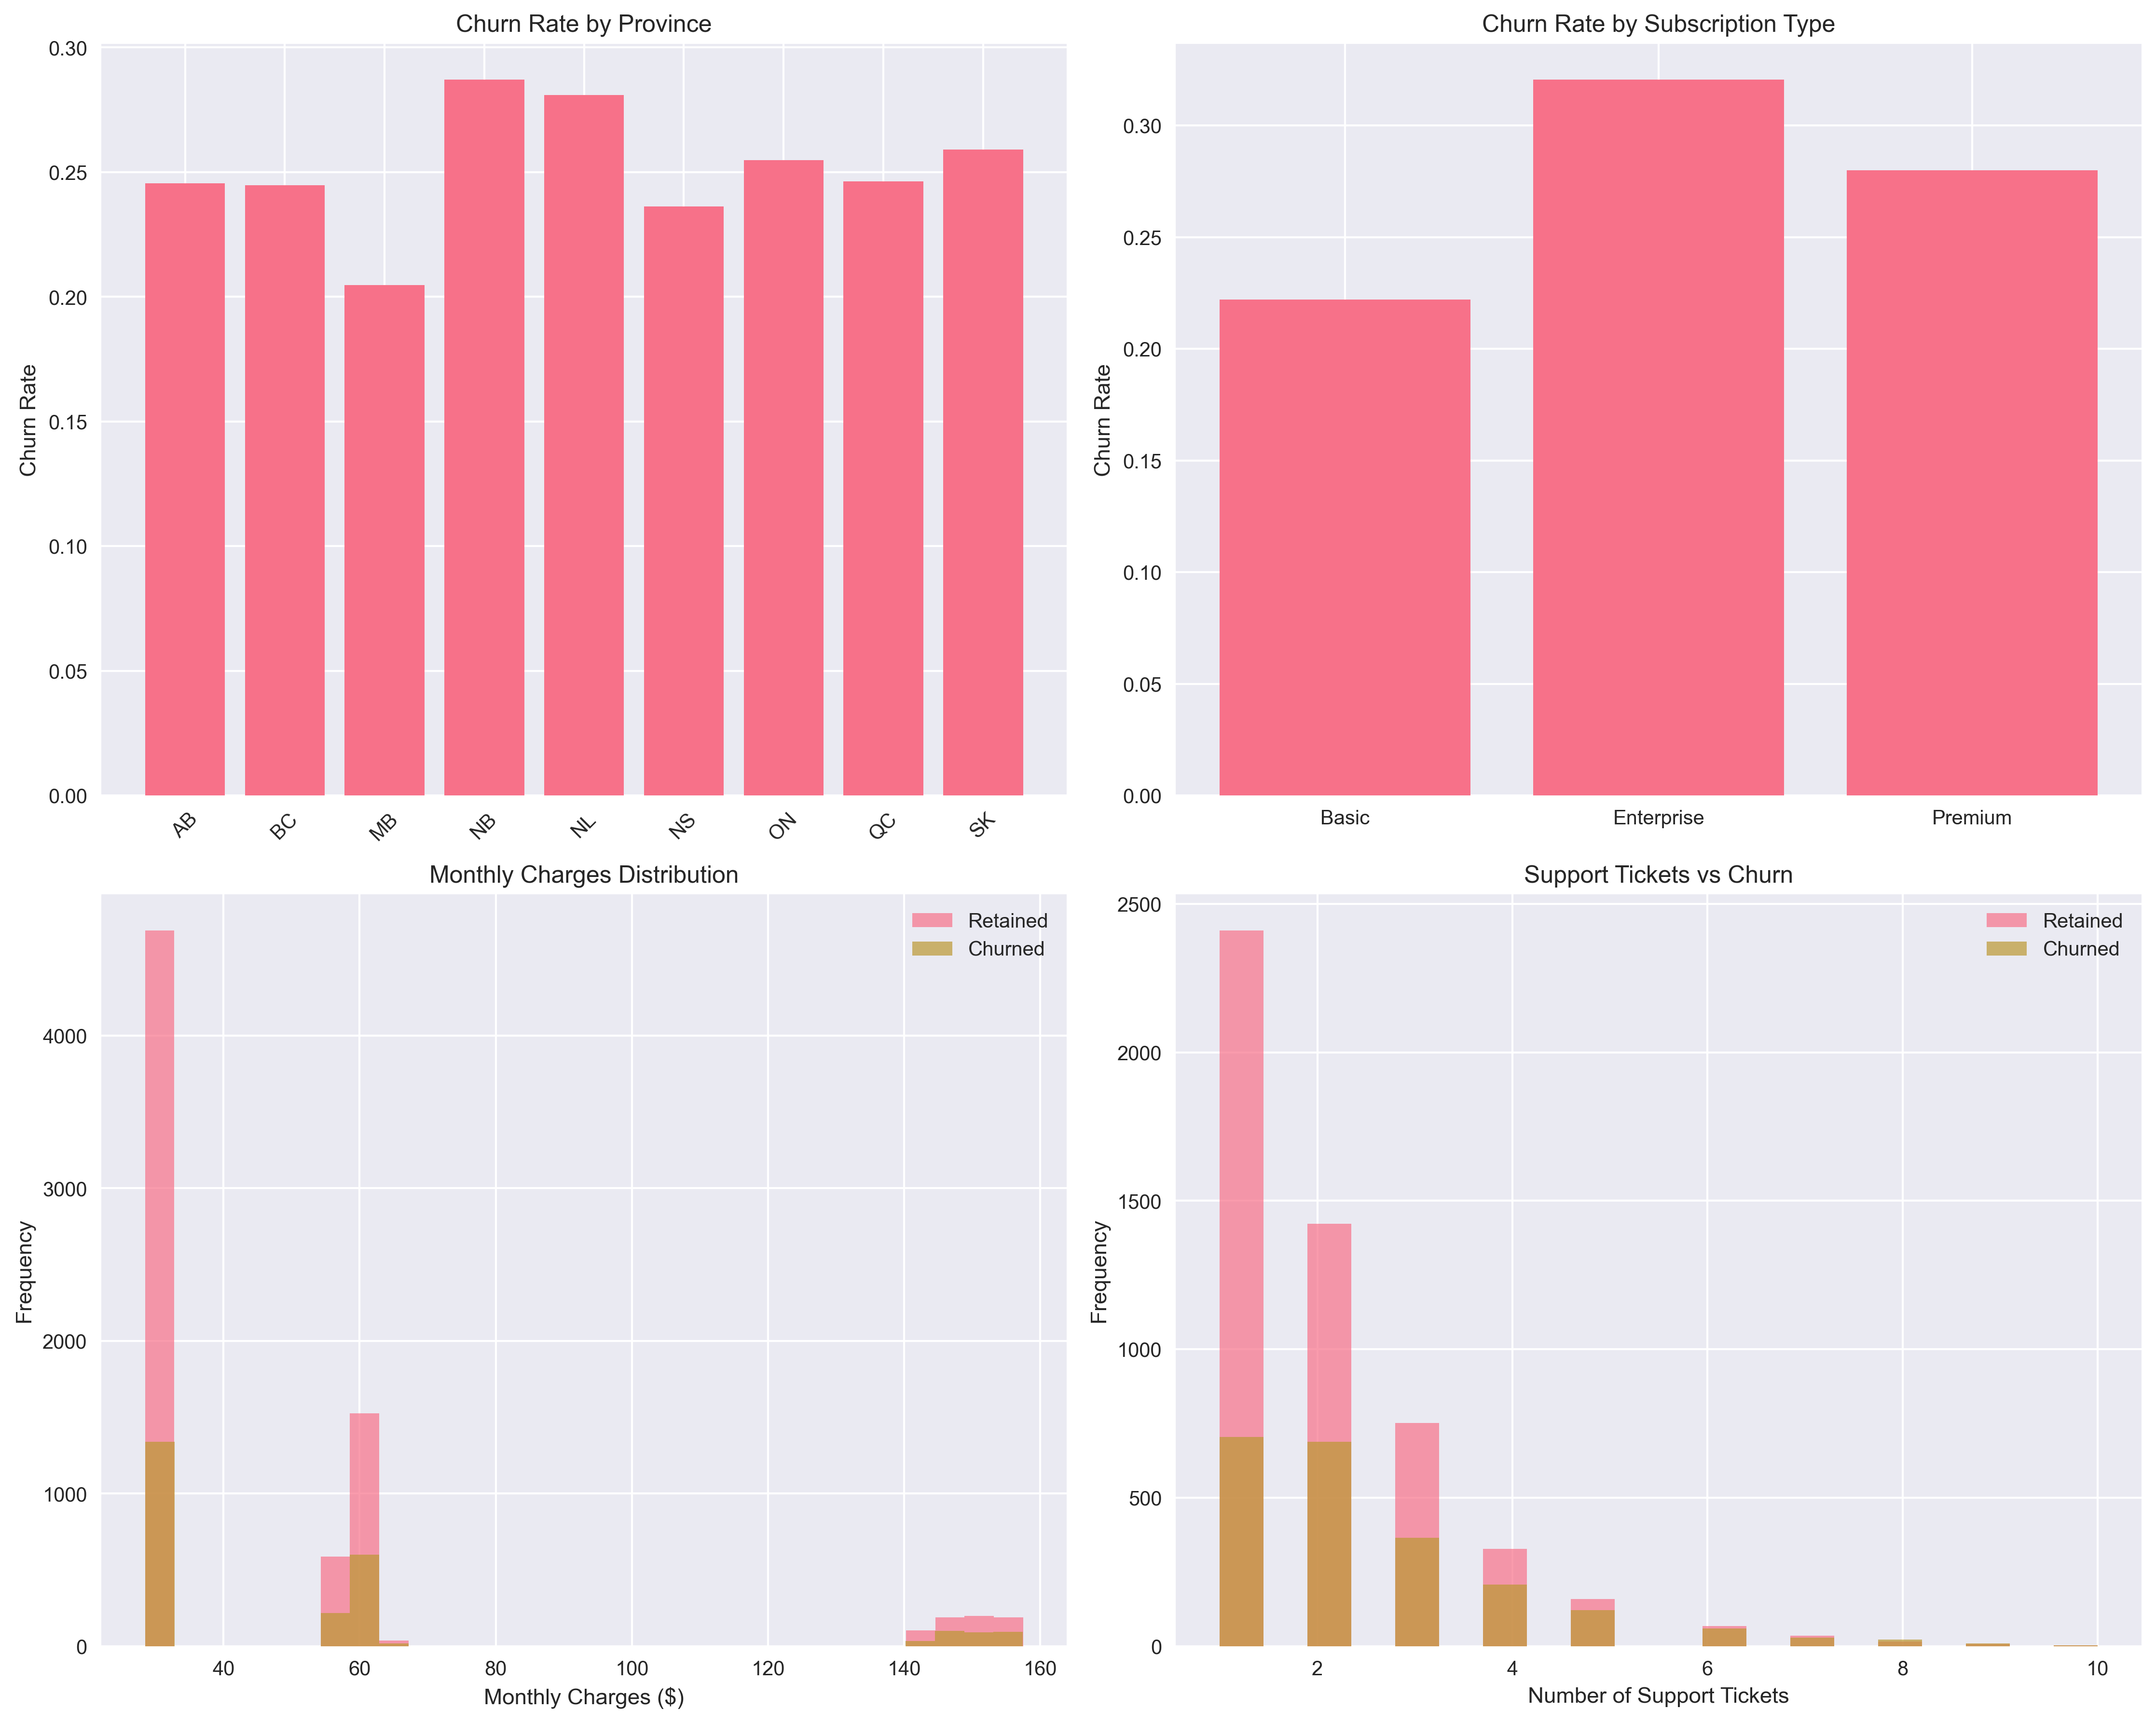 Churn Rate by Province
Churn Rate
0.30
0.25
0.20
0.15
0.10
0.05
0.00
AB BC MB NB NL NS ON QC SK
Churn Rate by Subscription Type
Churn Rate
0.30
0.25
0.20
0.15
0.10
0.05
0.00
Basic Enterprise Premium
Monthly Charges Distribution
Retained
Churned
Frequency
4000
3000
2000
1000
0
40 60 80 100 120 140 160
Monthly Charges ($)
Support Tickets vs Churn
Retained
Churned
Frequency
2500
2000
1500
1000
500
0
2 4 6 8 10
Number of Support Tickets